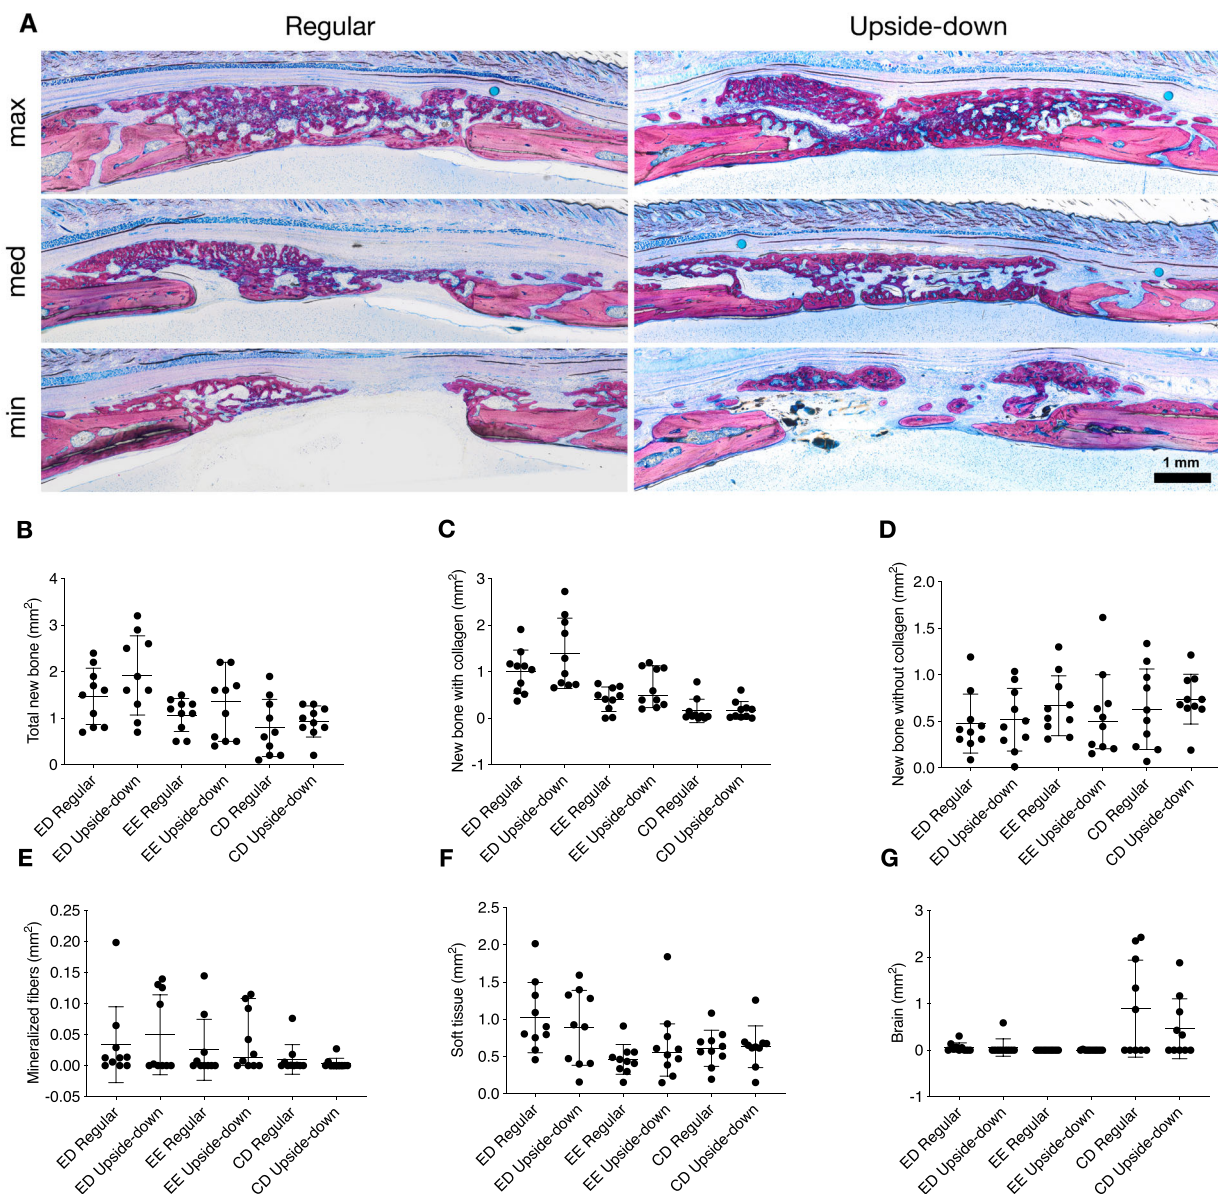 A
Regular
Upside-down
max
med
min
1 mm
B
Total new bone (mm²)
4
3
2
1
0
ED Regular
ED Upside-down
EE Regular
EE Upside-down
CD Regular
CD Upside-down
C
New bone with collagen (mm²)
3
2
1
0
-1
ED Regular
ED Upside-down
EE Regular
EE Upside-down
CD Regular
CD Upside-down
D
New bone without collagen (mm²)
2.0
1.5
1.0
0.5
0.0
ED Regular
ED Upside-down
EE Regular
EE Upside-down
CD Regular
CD Upside-down
E
Mineralized fibers (mm²)
0.25
0.20
0.15
0.10
0.05
0.00
-0.05
ED Regular
ED Upside-down
EE Regular
EE Upside-down
CD Regular
CD Upside-down
F
Soft tissue (mm²)
2.5
2.0
1.5
1.0
0.5
0.0
ED Regular
ED Upside-down
EE Regular
EE Upside-down
CD Regular
CD Upside-down
G
Brain (mm²)
3
2
1
0
-1
ED Regular
ED Upside-down
EE Regular
EE Upside-down
CD Regular
CD Upside-down